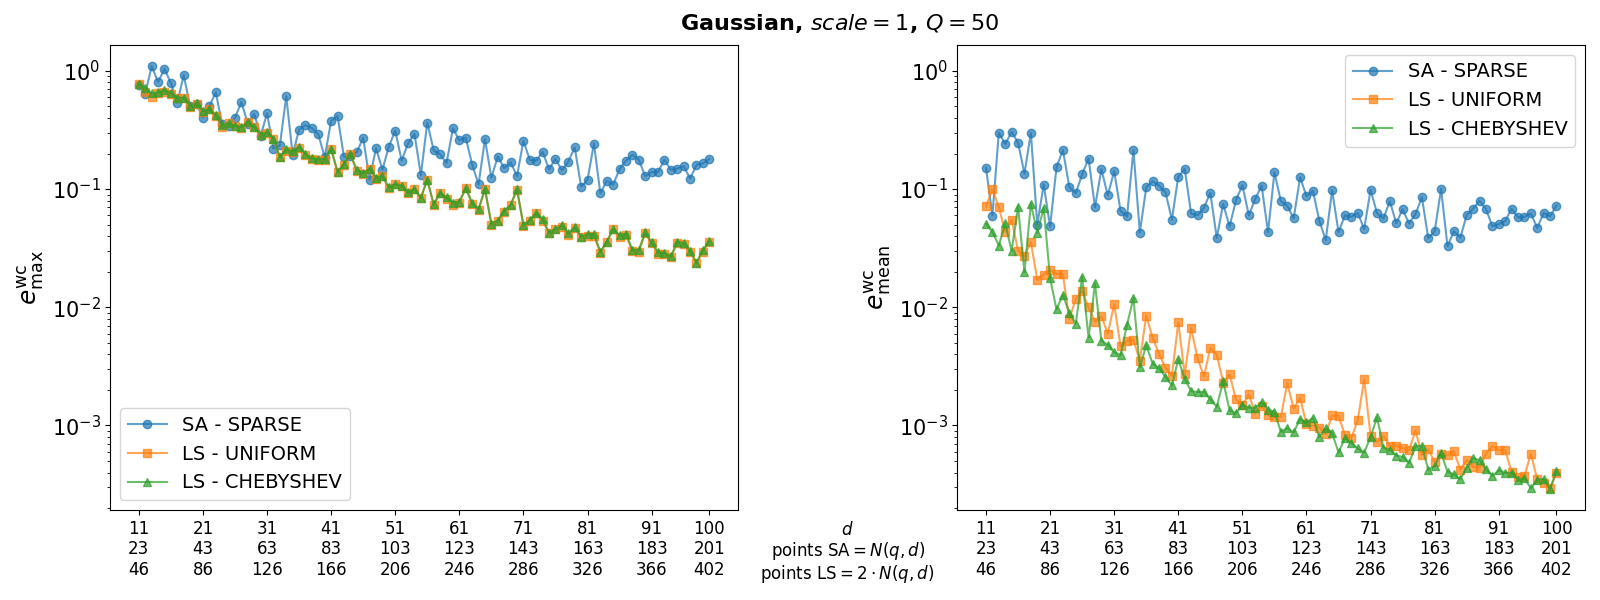 Gaussian, scale = 1, Q = 50
10⁰
10⁻¹
10⁻²
10⁻³
e^wc_max
SA - SPARSE
LS - UNIFORM
LS - CHEBYSHEV
11 21 31 41 51 61 71 81 91 100
23 43 63 83 103 123 143 163 183 201
46 86 126 166 206 246 286 326 366 402
d
points SA = N(q, d)
points LS = 2 · N(q, d)
10⁰
10⁻¹
10⁻²
10⁻³
e^wc_mean
SA - SPARSE
LS - UNIFORM
LS - CHEBYSHEV
11 21 31 41 51 61 71 81 91 100
23 43 63 83 103 123 143 163 183 201
46 86 126 166 206 246 286 326 366 402